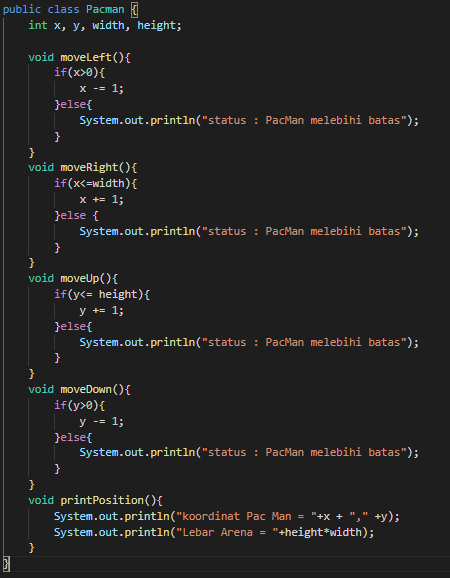 public class Pacman {
    int x, y, width, height;

    void moveLeft(){
        if(x>0){
            x -= 1;
        }else{
            System.out.println("status : PacMan melebihi batas");
        }
    }
    void moveRight(){
        if(x<=width){
            x += 1;
        }else {
            System.out.println("status : PacMan melebihi batas");
        }
    }
    void moveUp(){
        if(y<= height){
            y += 1;
        }else{
            System.out.println("status : PacMan melebihi batas");
        }
    }
    void moveDown(){
        if(y>0){
            y -= 1;
        }else{
            System.out.println("status : PacMan melebihi batas");
        }
    }
    void printPosition(){
        System.out.println("koordinat Pac Man = "+x + "," +y);
        System.out.println("Lebar Arena = "+height*width);
    }
}